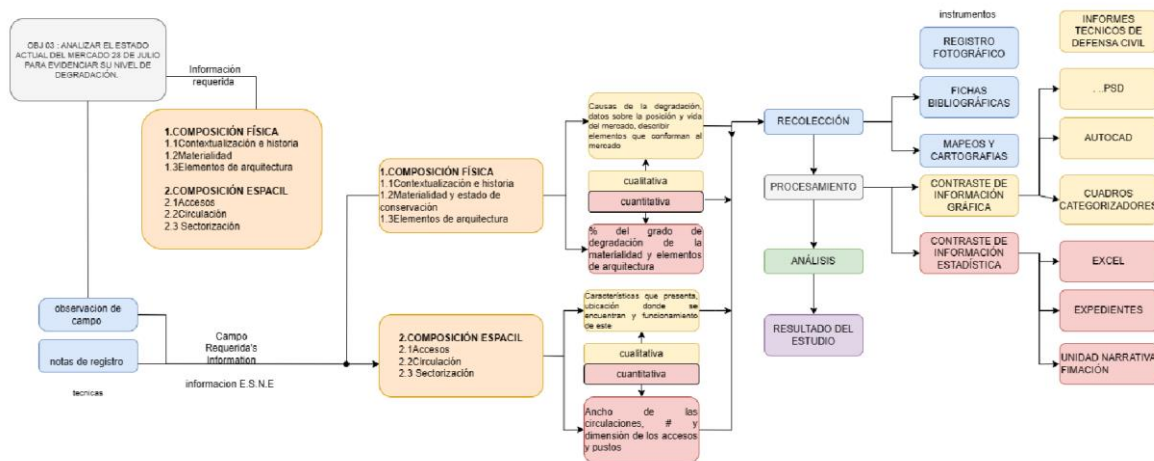 OBJ 03 : ANALIZAR EL ESTADO
ACTUAL DEL MERCADO 28 DE JULIO
PARA EVIDENCIAR SU NIVEL DE
DEGRADACIÓN.
Información
requerida
1.COMPOSICIÓN FÍSICA
1.1Contextualización e historia
1.2Materialidad
1.3Elementos de arquitectura
2.COMPOSICIÓN ESPACIL
2.1Accesos
2.2Circulación
2.3 Sectorización
observacion de
campo
notas de registro
tecnicas
Campo
Requerida's
Information
informacion E.S.N.E
1.COMPOSICIÓN FÍSICA
1.1Contextualización e historia
1.2Materialidad y estado de
conservación
1.3Elementos de arquitectura
2.COMPOSICIÓN ESPACIL
2.1Accesos
2.2Circulación
2.3 Sectorización
Causas de la degradación,
datos sobre la posición y vida
del mercado, describir
elementos que conforman al
mercado
cualitativa
cuantitativa
% del grado de
degradación de la
materialidad y elementos
de arquitectura
Características que presenta,
ubicación donde se
encuentran y funcionamiento
de este
cualitativa
cuantitativa
Ancho de las
circulaciones, # y
dimensión de los accesos
y pustos
RECOLECCIÓN
PROCESAMIENTO
ANÁLISIS
RESULTADO DEL
ESTUDIO
instrumentos
REGISTRO
FOTOGRÁFICO
FICHAS
BIBLIOGRÁFICAS
MAPEOS Y
CARTOGRAFIAS
CONTRASTE DE
INFORMACIÓN
GRÁFICA
CONTRASTE DE
INFORMACIÓN
ESTADÍSTICA
INFORMES
TECNICOS DE
DEFENSA CIVIL
. ..PSD
AUTOCAD
CUADROS
CATEGORIZADORES
EXCEL
EXPEDIENTES
UNIDAD NARRATIVA
FIMACIÓN